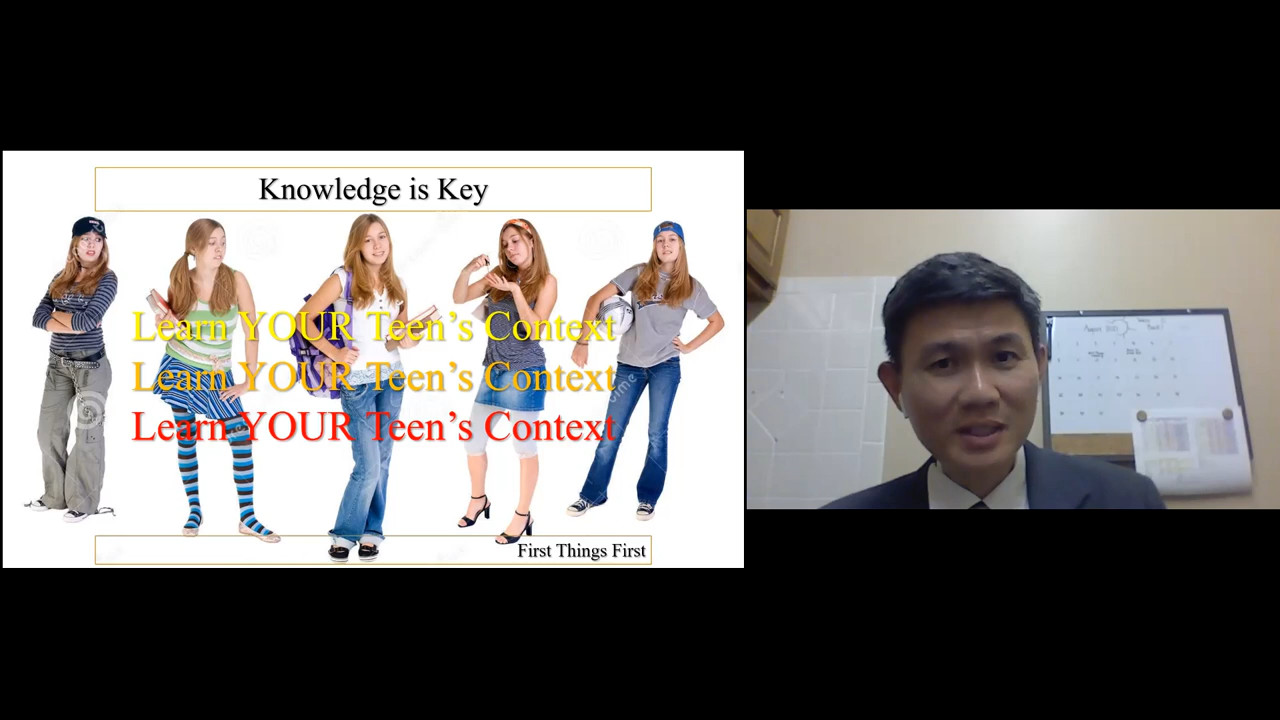 Knowledge is Key
Learn YOUR Teen's Context
Learn YOUR Teen's Context
Learn YOUR Teen's Context
First Things First